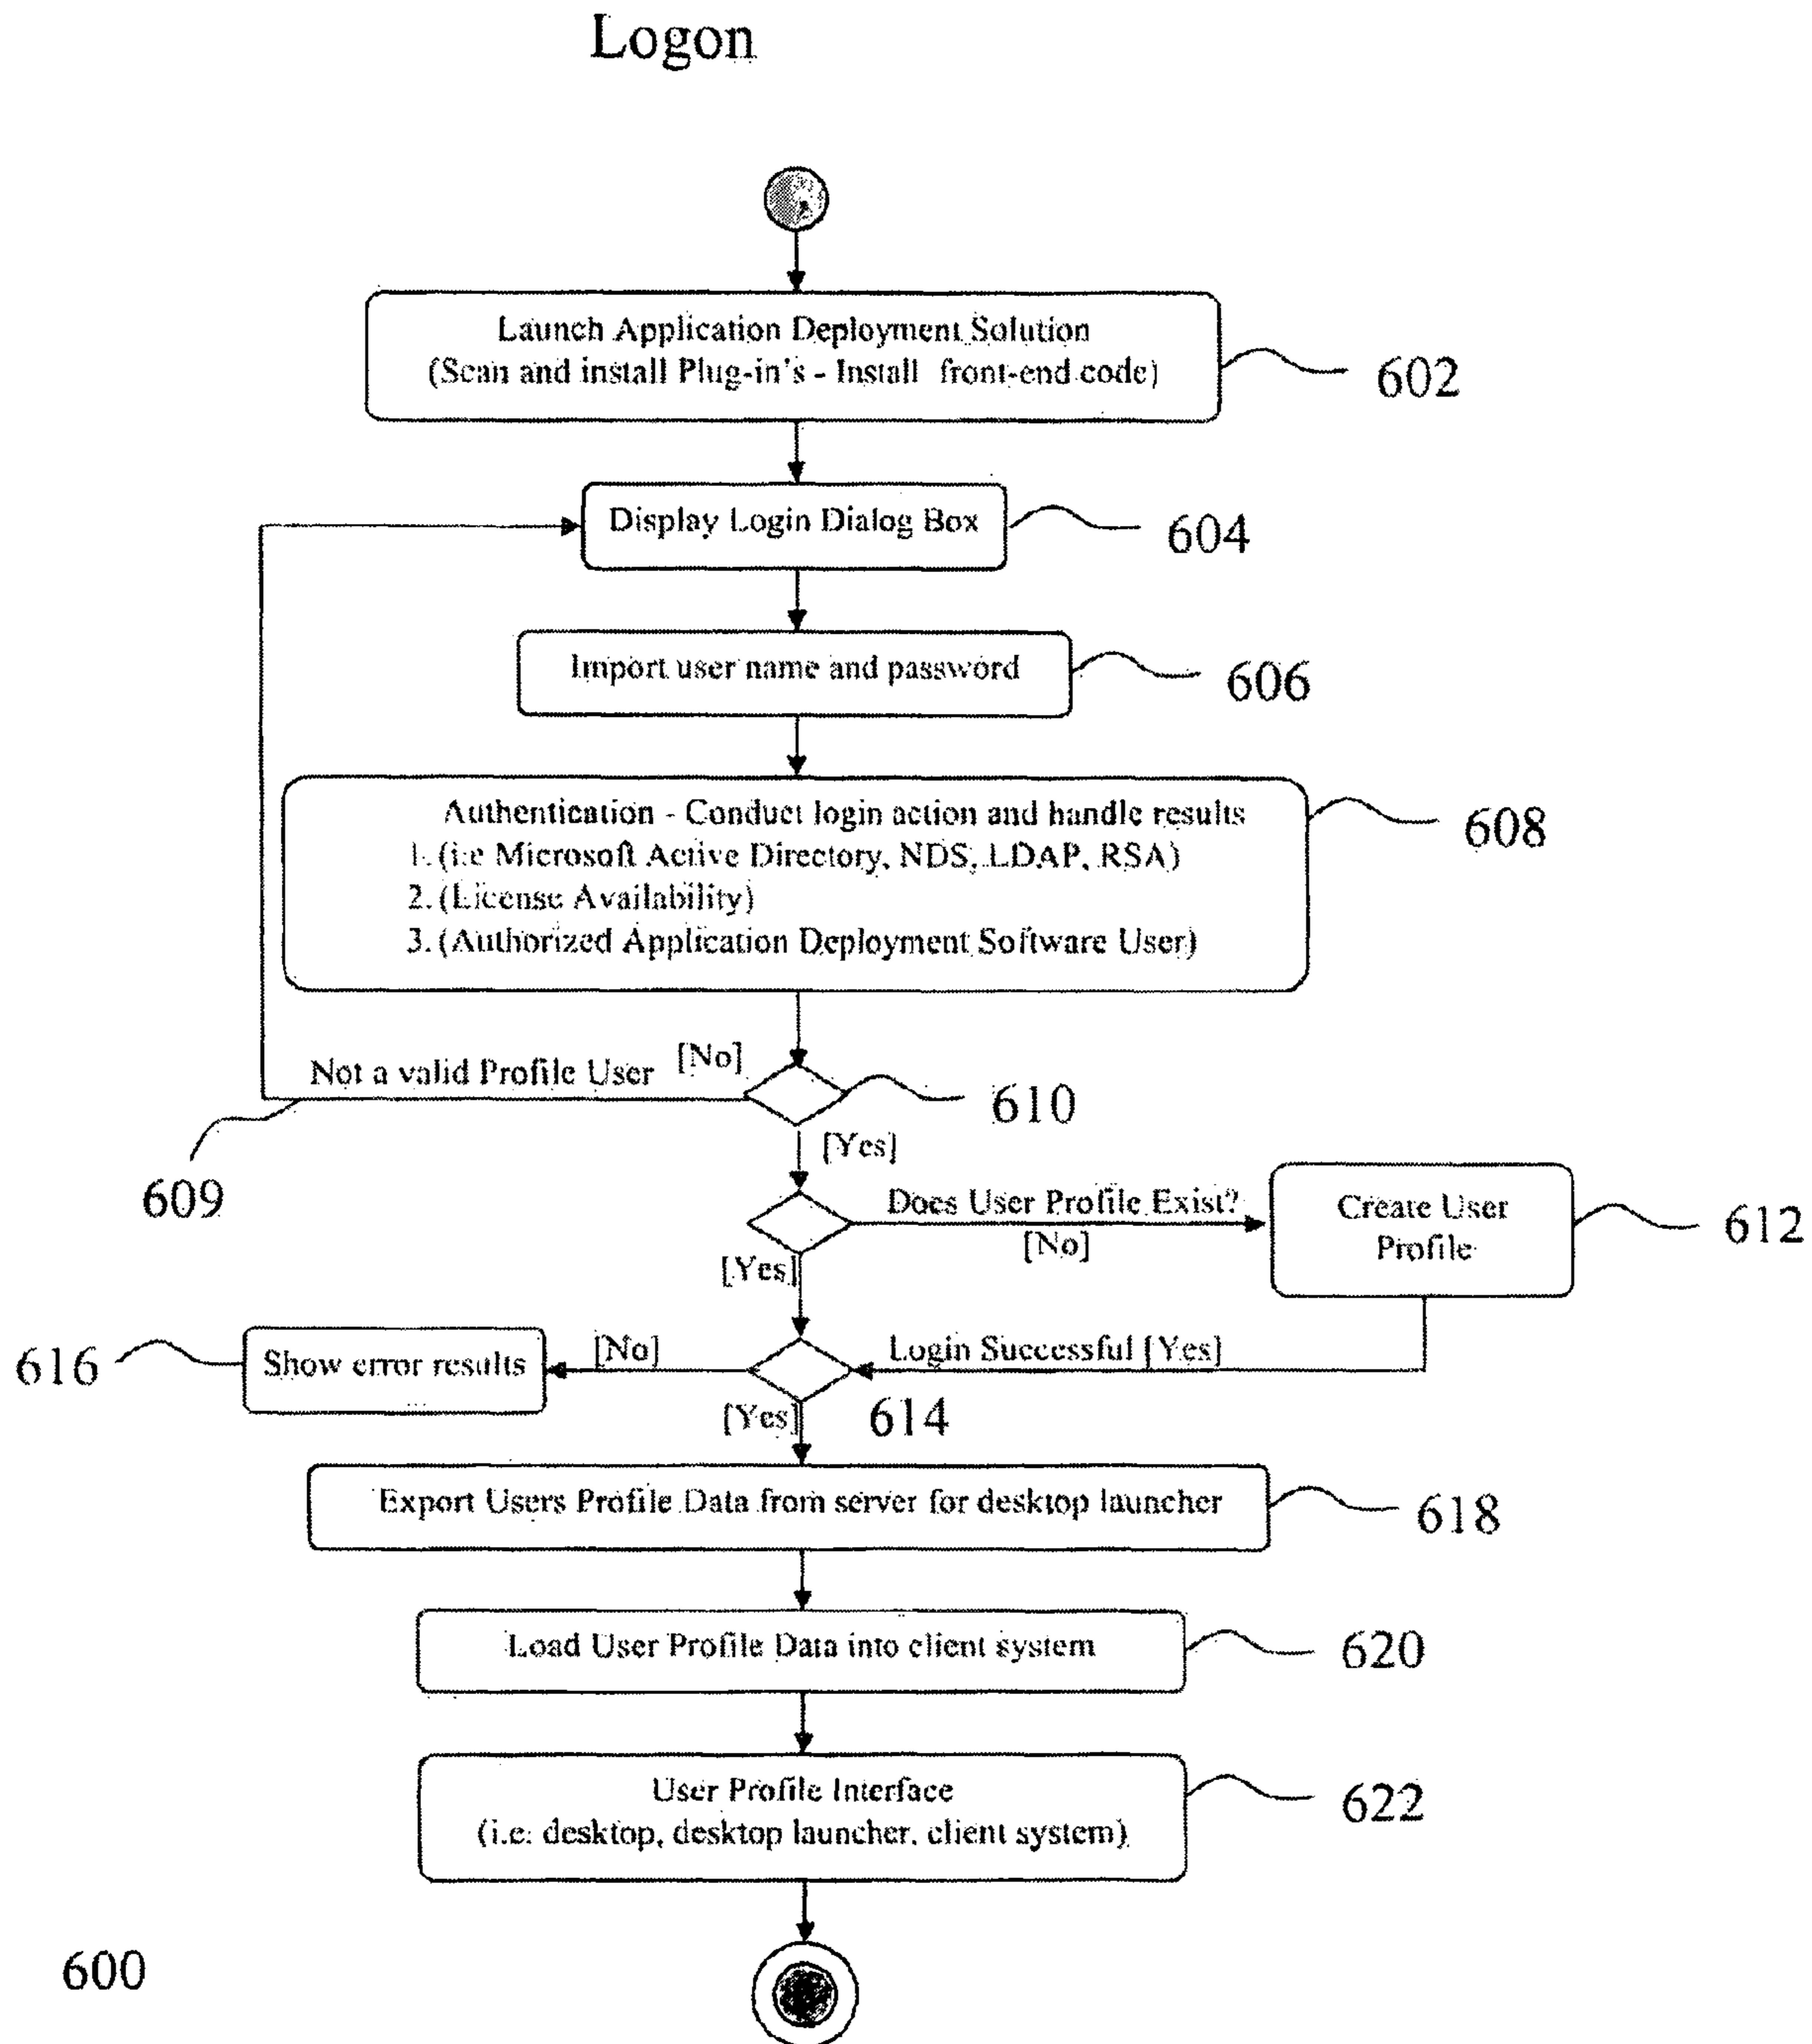 Logon
Launch Application Deployment Solution
(Scan and install Plug-in's - Install front-end code)
602
Display Login Dialog Box
604
Import user name and password
606
Authentication - Conduct login action and handle results
1. (i.e Microsoft Active Directory, NDS, LDAP, RSA)
2. (License Availability)
3. (Authorized Application Deployment Software User)
608
Not a valid Profile User
[No]
610
609
[Yes]
Does User Profile Exist?
[No]
Create User
Profile
612
[Yes]
616
Show error results
...
[No]
Login Successful [Yes]
[Yes]
614
Export Users Profile Data from server for desktop launcher
618
Load User Profile Data into client system
620
User Profile Interface
(i.e: desktop, desktop launcher, client system)
622
600